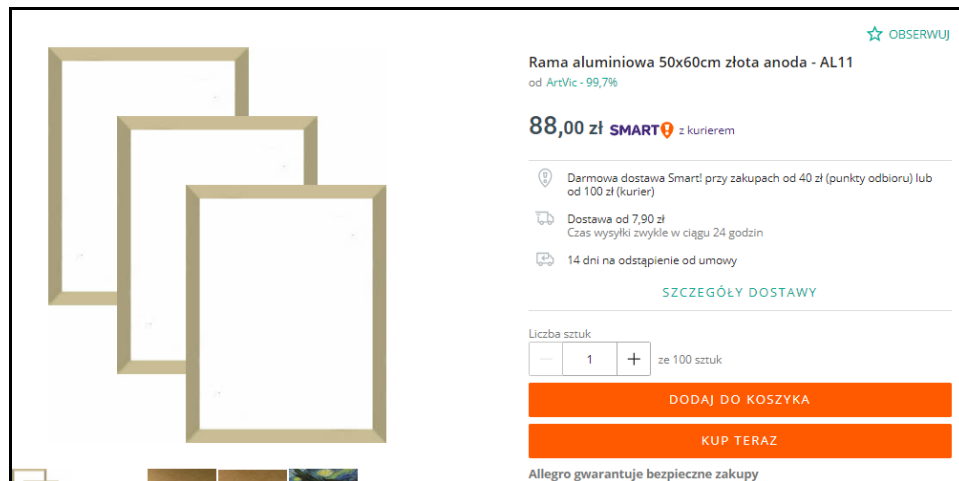 OBSERWUJ
Rama aluminiowa 50x60cm złota anoda - AL11
od ArtVic - 99,7%
88,00 zł SMART! z kurierem
Darmowa dostawa Smart! przy zakupach od 40 zł (punkty odbioru) lub
od 100 zł (kurier)
Dostawa od 7,90 zł
Czas wysyłki zwykle w ciągu 24 godzin
14 dni na odstąpienie od umowy
SZCZEGÓŁY DOSTAWY
Liczba sztuk
1 ze 100 sztuk
DODAJ DO KOSZYKA
KUP TERAZ
Allegro gwarantuje bezpieczne zakupy